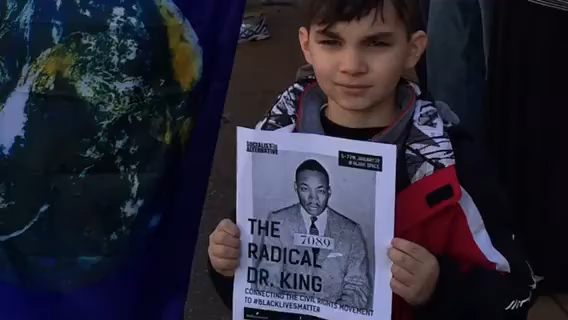 SOCIALIST
ALTERNATIVE
7089
THE
RADICAL
DR. KING
CONNECTING THE CIVIL RIGHTS MOVEMENT
TO #BLACKLIVESMATTER